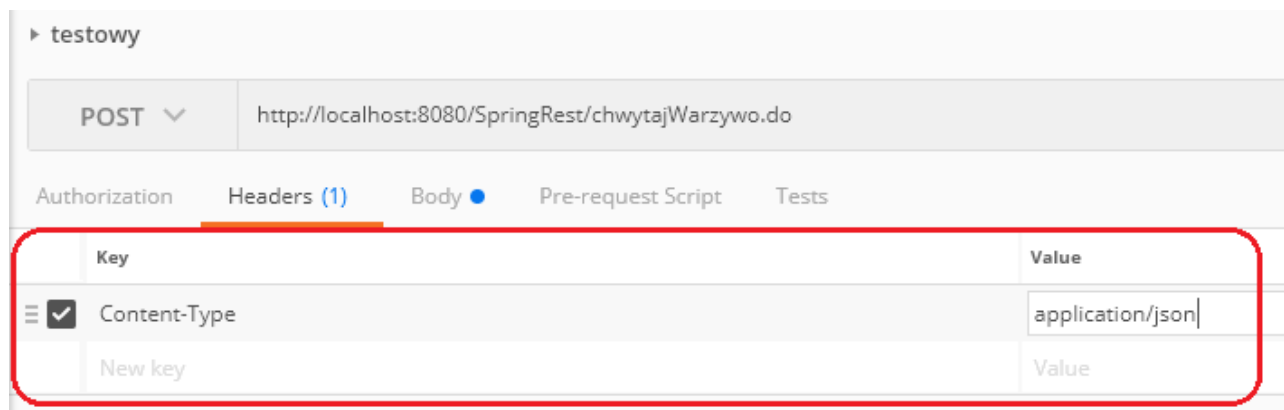 testowy
POST http://localhost:8080/SpringRest/chwytajWarzywo.do
Authorization Headers (1) Body Pre-request Script Tests
Key Value
Content-Type application/json
New key Value